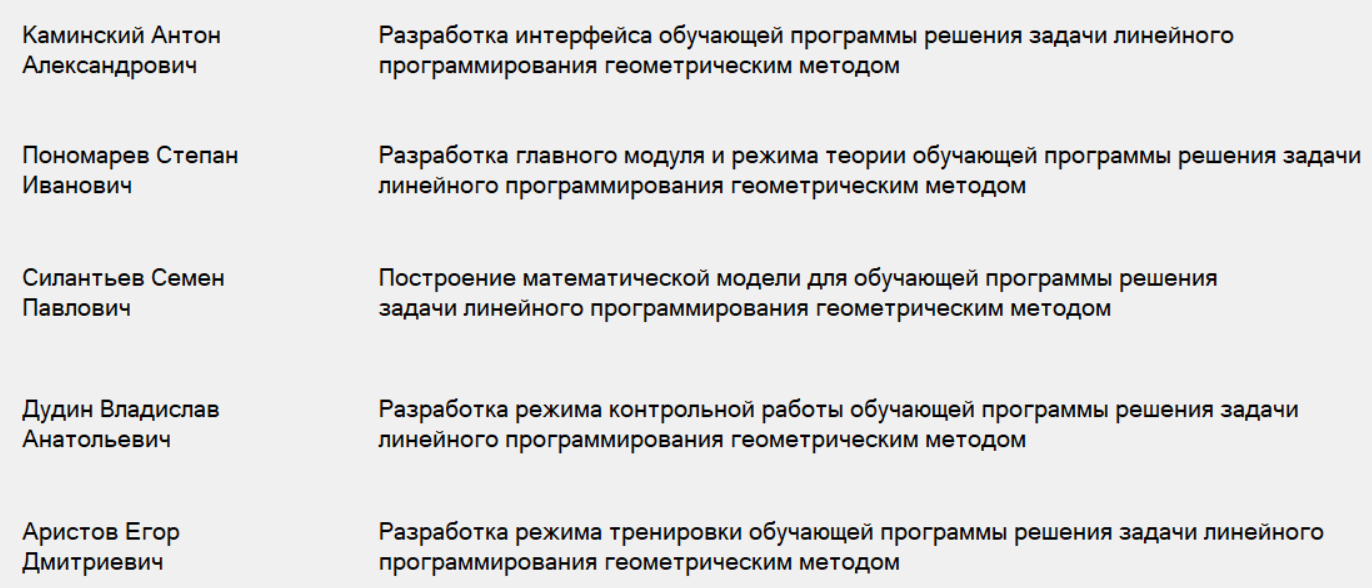 Каминский Антон
Александрович
Разработка интерфейса обучающей программы решения задачи линейного
программирования геометрическим методом
Пономарев Степан
Иванович
Разработка главного модуля и режима теории обучающей программы решения задачи
линейного программирования геометрическим методом
Силантьев Семен
Павлович
Построение математической модели для обучающей программы решения
задачи линейного программирования геометрическим методом
Дудин Владислав
Анатольевич
Разработка режима контрольной работы обучающей программы решения задачи
линейного программирования геометрическим методом
Аристов Егор
Дмитриевич
Разработка режима тренировки обучающей программы решения задачи линейного
программирования геометрическим методом